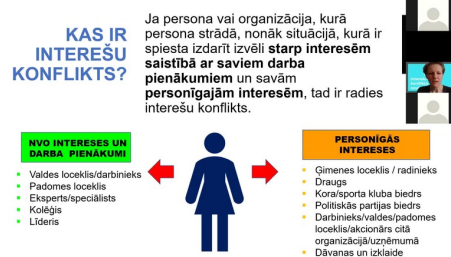 KAS IR
INTEREŠU
KONFLIKTS?
Ja persona vai organizācija, kurā
persona strādā, nonāk situācijā, kurā ir
spiesta izdarīt izvēli starp interesēm
saistībā ar saviem darba
pienākumiem un savām
personīgajām interesēm, tad ir radies
interešu konflikts.
NVO INTERESES UN
DARBA PIENĀKUMI
Valdes loceklis/darbinieks
Padomes loceklis
Eksperts/speciālists
Kolēģis
Līderis
PERSONĪGĀS
INTERESES
Ģimenes loceklis / radinieks
Draugs
Kora/sporta kluba biedrs
Politiskās partijas biedrs
Darbinieks/valdes/padomes
loceklis/akcionārs citā
organizācijā/uzņēmumā
Dāvanas un izklaide